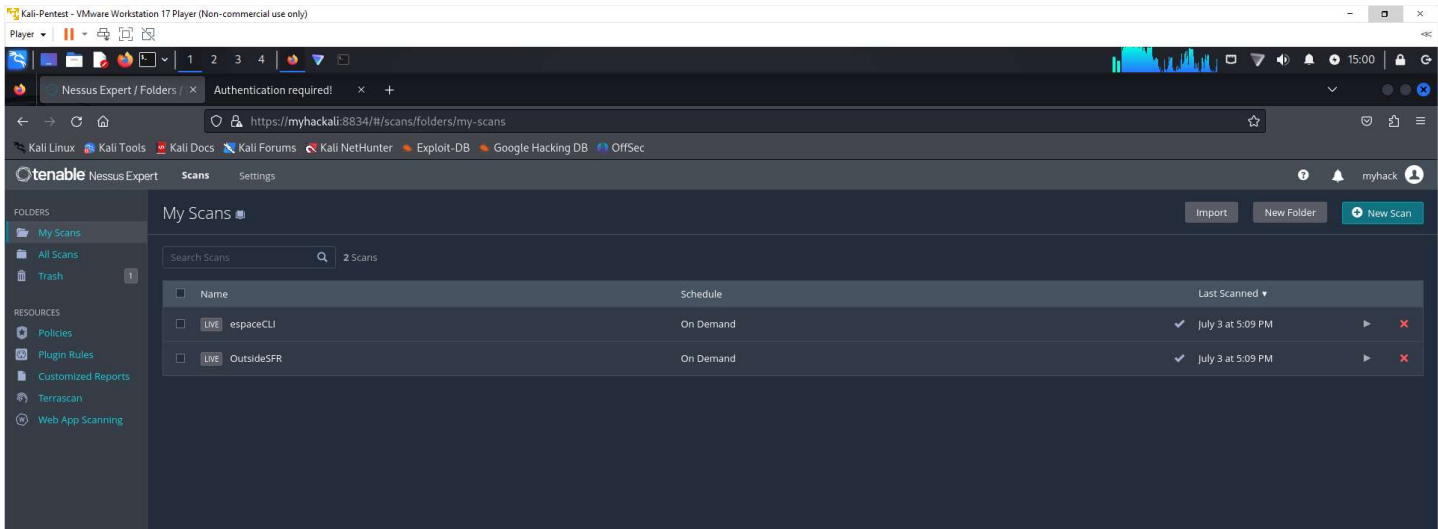 Kali-Pentest - VMware Workstation 17 Player (Non-commercial use only)
Player
1 2 3 4 15:00
Nessus Expert / Folders / Authentication required!
https://myhackali:8834/#/scans/folders/my-scans
Kali Linux Kali Tools Kali Docs Kali Forums Kali NetHunter Exploit-DB Google Hacking DB OffSec
tenable Nessus Expert Scans Settings myhack
FOLDERS
My Scans
All Scans
Trash 1
RESOURCES
Policies
Plugin Rules
Customized Reports
Terrascan
Web App Scanning
My Scans Import New Folder New Scan
Search Scans 2 Scans
Name Schedule Last Scanned
LIVE espaceCLI On Demand July 3 at 5:09 PM
LIVE OutsideSFR On Demand July 3 at 5:09 PM